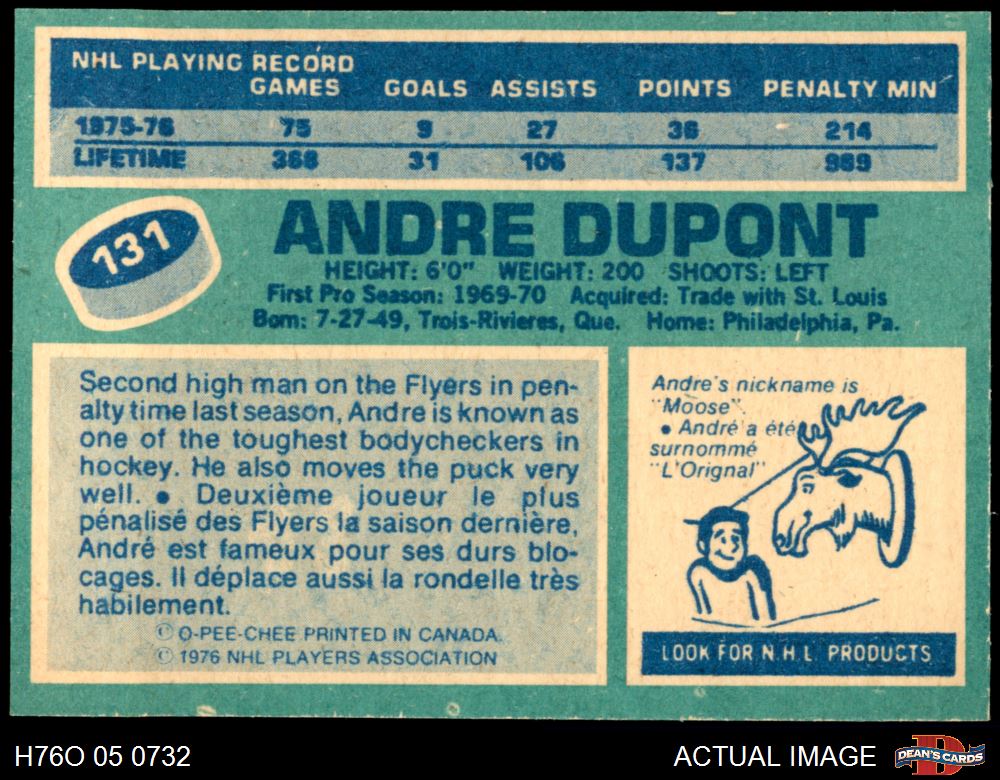 NHL PLAYING RECORD
GAMES GOALS ASSISTS POINTS PENALTY MIN
1975-76 75 9 27 36 214
LIFETIME 368 31 106 137 989
131
ANDRE DUPONT
HEIGHT: 6'0" WEIGHT: 200 SHOOTS: LEFT
First Pro Season: 1969-70 Acquired: Trade with St. Louis
Born: 7-27-49, Trois-Rivieres, Que. Home: Philadelphia, Pa.
Second high man on the Flyers in pen-
alty time last season, Andre is known as
one of the toughest bodycheckers in
hockey. He also moves the puck very
well. • Deuxième joueur le plus
pénalisé des Flyers la saison dernière,
André est fameux pour ses durs blo-
cages. Il déplace aussi la rondelle très
habilement.
© O-PEE-CHEE PRINTED IN CANADA.
© 1976 NHL PLAYERS ASSOCIATION
Andre's nickname is
"Moose".
• André a été
surnommé
"L'Orignal"
LOOK FOR N.H.L. PRODUCTS
H76O 05 0732
ACTUAL IMAGE
DEAN'S CARDS